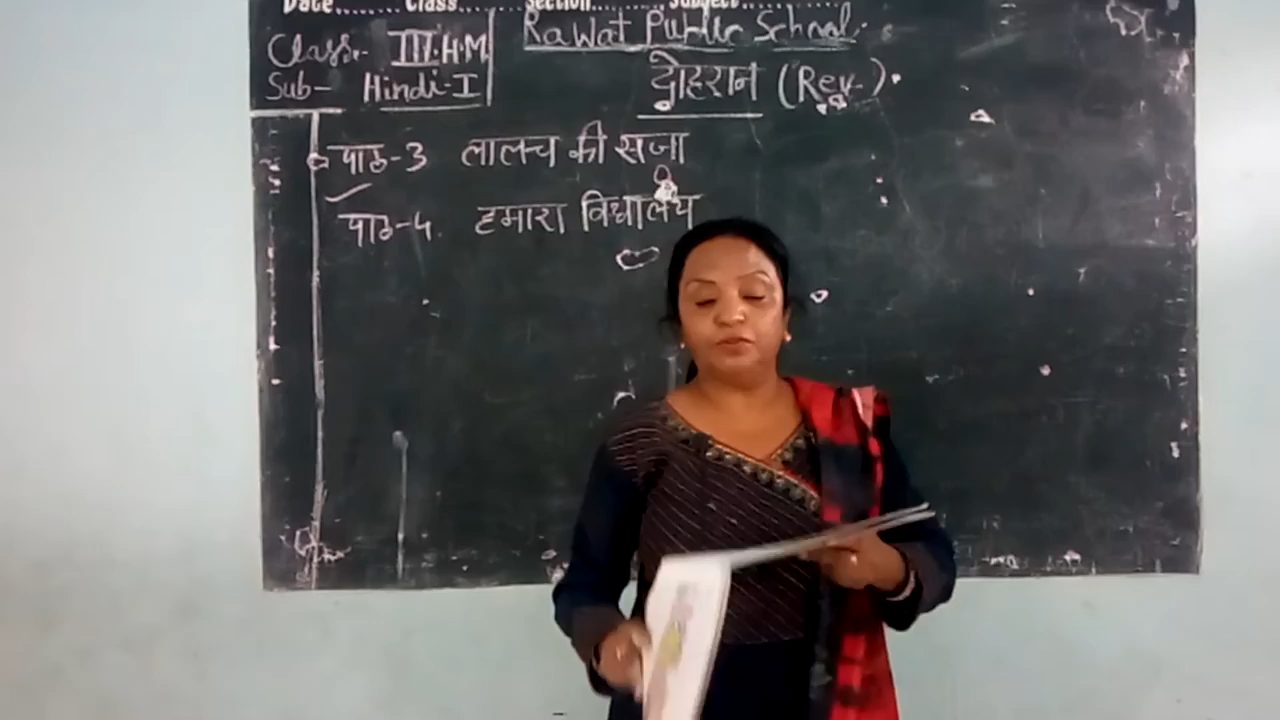 Date........ Class...... Section............ Subject................
Class:- III.H.M
Rawat Public School.
Sub- Hindi-I
दोहरान (Rev.)
पाठ-3 लालच की सजा
पाठ-4. हमारा विद्यालय